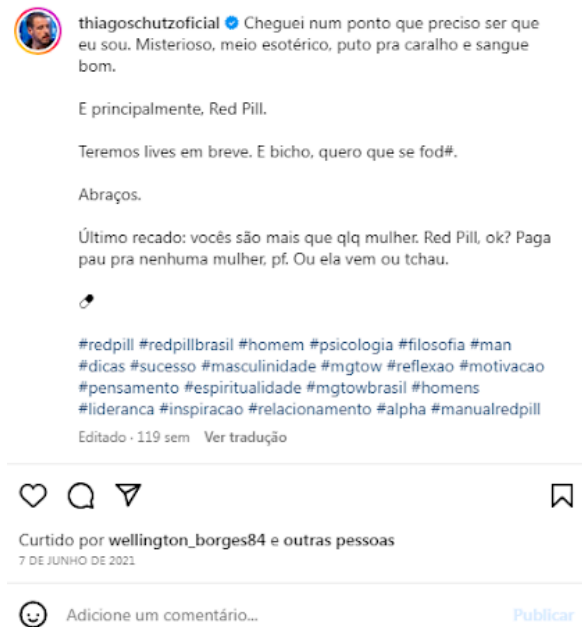 thiagoschutzoficial Cheguei num ponto que preciso ser que
eu sou. Misterioso, meio esotérico, puto pra caralho e sangue
bom.
E principalmente, Red Pill.
Teremos lives em breve. E bicho, quero que se fod#.
Abraços.
Último recado: vocês são mais que qlq mulher. Red Pill, ok? Paga
pau pra nenhuma mulher, pf. Ou ela vem ou tchau.
#redpill #redpillbrasil #homem #psicologia #filosofia #man
#dicas #sucesso #masculinidade #mgtow #reflexao #motivacao
#pensamento #espiritualidade #mgtowbrasil #homens
#lideranca #inspiracao #relacionamento #alpha #manualredpill
Editado · 119 sem Ver tradução
Curtido por wellington_borges84 e outras pessoas
7 DE JUNHO DE 2021
Adicione um comentário... Publicar